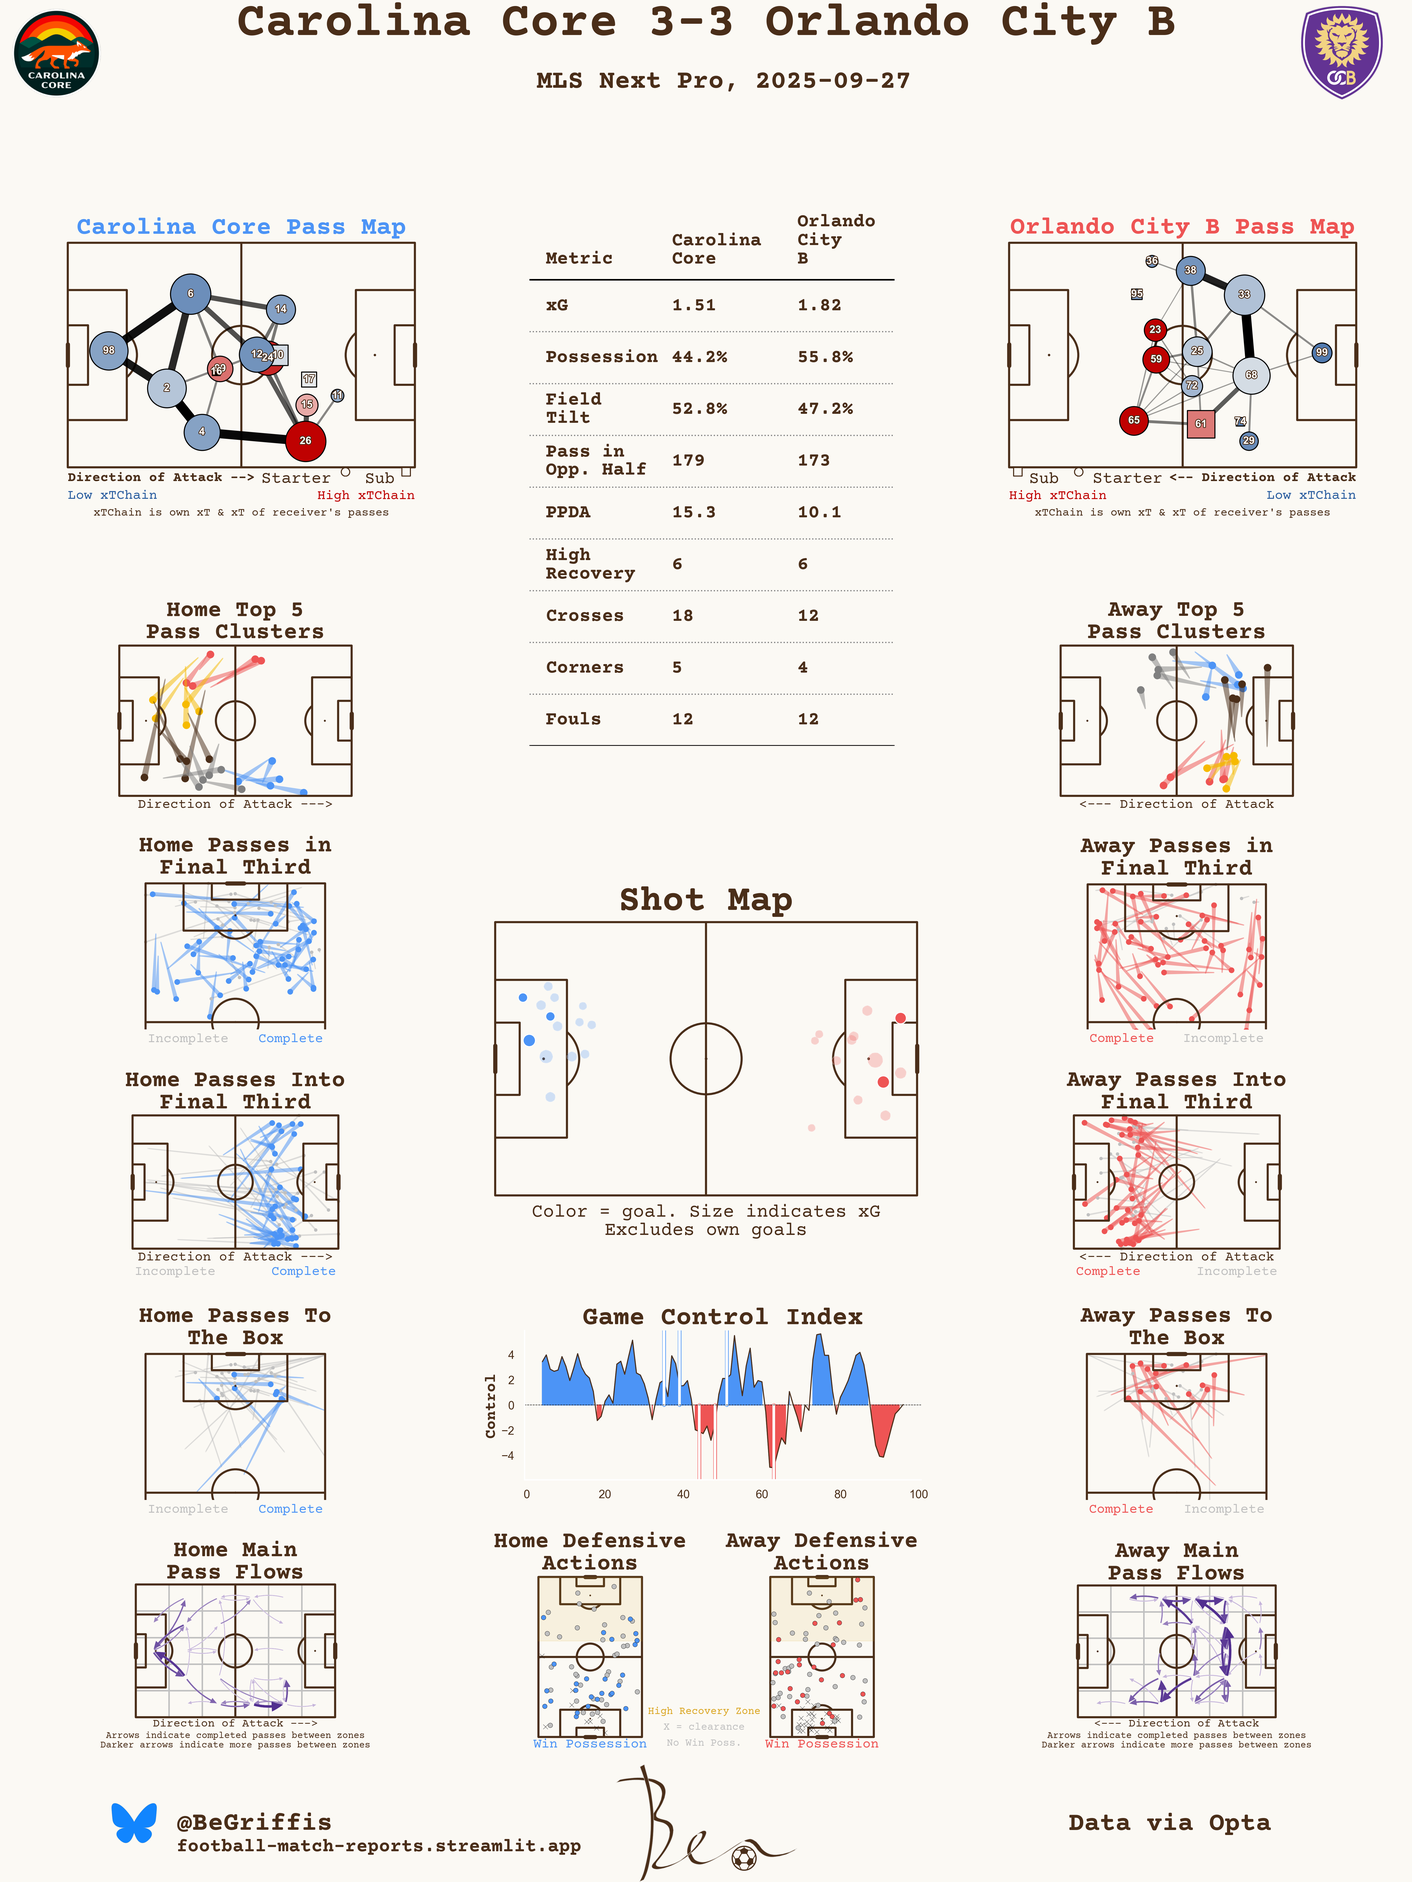 Carolina Core 3-3 Orlando City B
MLS Next Pro, 2025-09-27
CAROLINA
CORE
OCB
Carolina Core Pass Map
6
14
98
12
24
10
16
2
17
15
11
4
26
Direction of Attack --> Starter Sub
Low xTChain High xTChain
xTChain is own xT & xT of receiver's passes
Metric Carolina Core Orlando City B
xG 1.51 1.82
Possession 44.2% 55.8%
Field Tilt 52.8% 47.2%
Pass in Opp. Half 179 173
PPDA 15.3 10.1
High Recovery 6 6
Crosses 18 12
Corners 5 4
Fouls 12 12
Orlando City B Pass Map
36
38
95
33
23
25
59
99
72
68
65
61
74
29
Sub Starter <-- Direction of Attack
High xTChain Low xTChain
xTChain is own xT & xT of receiver's passes
Home Top 5
Pass Clusters
Direction of Attack --->
Away Top 5
Pass Clusters
<--- Direction of Attack
Home Passes in
Final Third
Incomplete Complete
Away Passes in
Final Third
Complete Incomplete
Shot Map
Color = goal. Size indicates xG
Excludes own goals
Home Passes Into
Final Third
Direction of Attack --->
Incomplete Complete
Away Passes Into
Final Third
<--- Direction of Attack
Complete Incomplete
Home Passes To
The Box
Incomplete Complete
Game Control Index
Control
4
2
0
−2
−4
0 20 40 60 80 100
Away Passes To
The Box
Complete Incomplete
Home Main
Pass Flows
Direction of Attack --->
Arrows indicate completed passes between zones
Darker arrows indicate more passes between zones
Home Defensive
Actions
Win Possession
Away Defensive
Actions
Win Possession
High Recovery Zone
X = clearance
No Win Poss.
Away Main
Pass Flows
<--- Direction of Attack
Arrows indicate completed passes between zones
Darker arrows indicate more passes between zones
@BeGriffis
football-match-reports.streamlit.app
Ben
Data via Opta